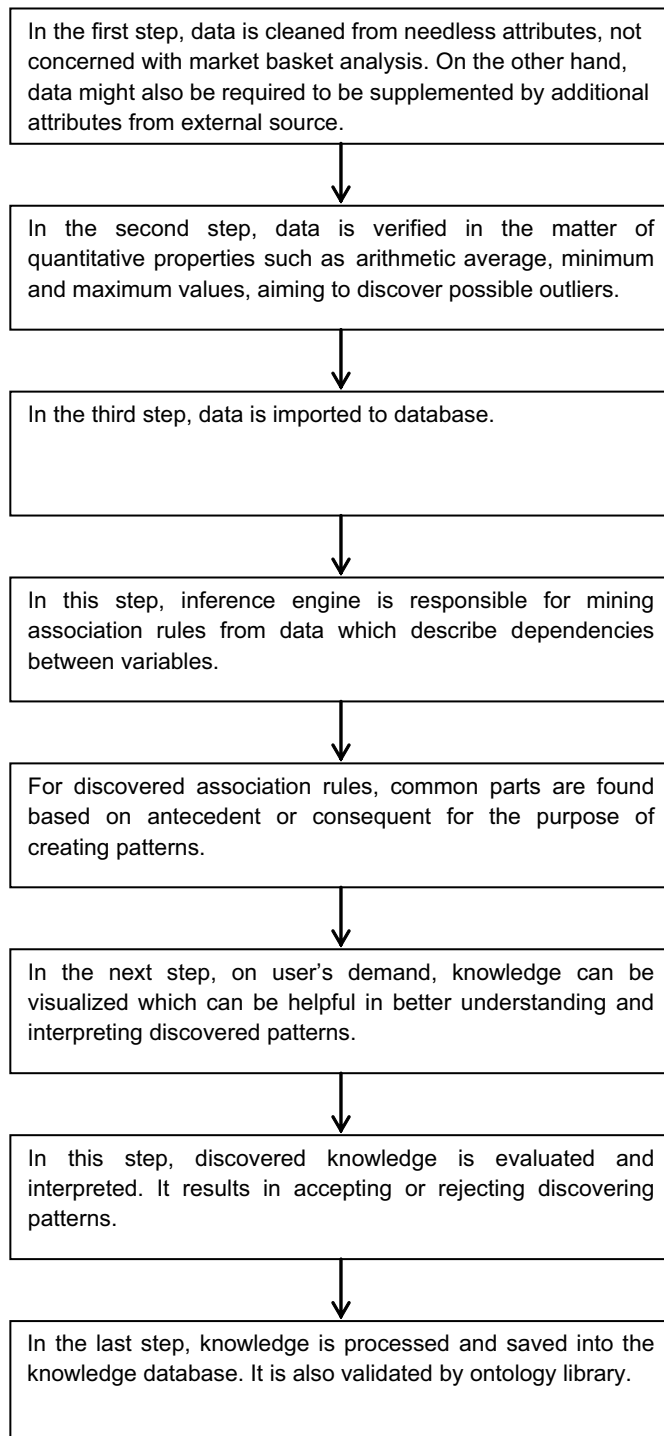 In the first step, data is cleaned from needless attributes, not
concerned with market basket analysis. On the other hand,
data might also be required to be supplemented by additional
attributes from external source.
In the second step, data is verified in the matter of
quantitative properties such as arithmetic average, minimum
and maximum values, aiming to discover possible outliers.
In the third step, data is imported to database.
In this step, inference engine is responsible for mining
association rules from data which describe dependencies
between variables.
For discovered association rules, common parts are found
based on antecedent or consequent for the purpose of
creating patterns.
In the next step, on user's demand, knowledge can be
visualized which can be helpful in better understanding and
interpreting discovered patterns.
In this step, discovered knowledge is evaluated and
interpreted. It results in accepting or rejecting discovering
patterns.
In the last step, knowledge is processed and saved into the
knowledge database. It is also validated by ontology library.